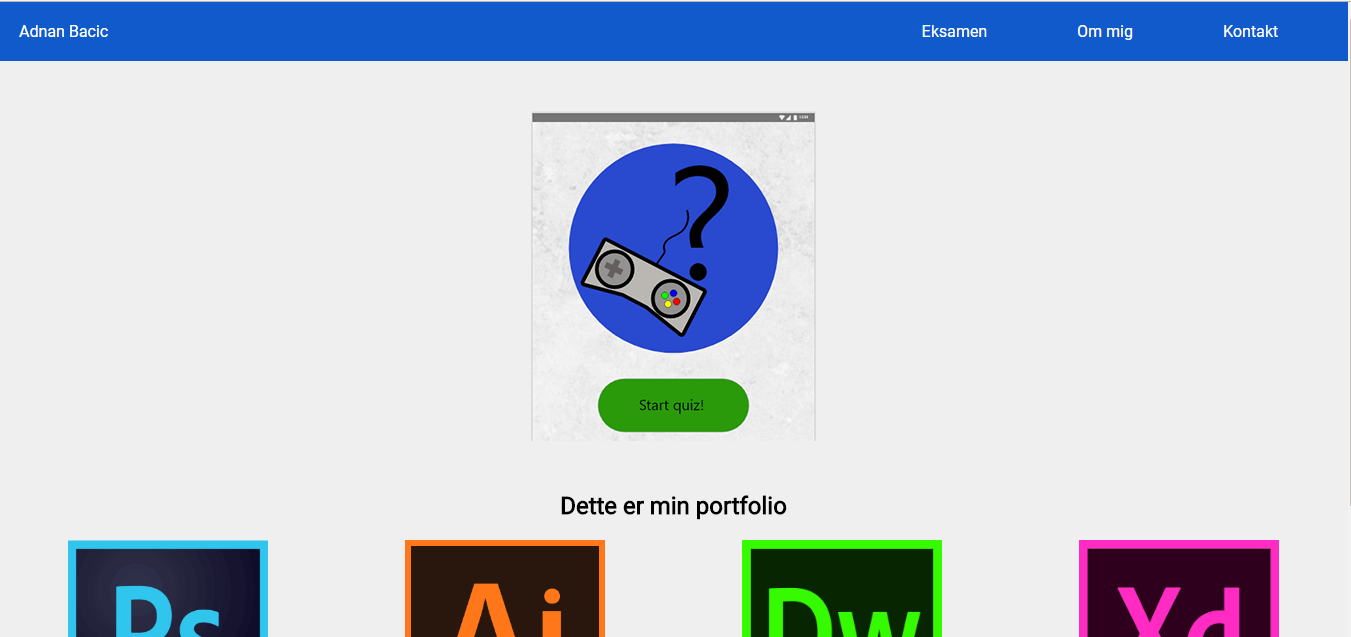 Adnan Bacic
Eksamen
Om mig
Kontakt
?
Start quiz!
Dette er min portfolio
Ps
Ai
Dw
Xd